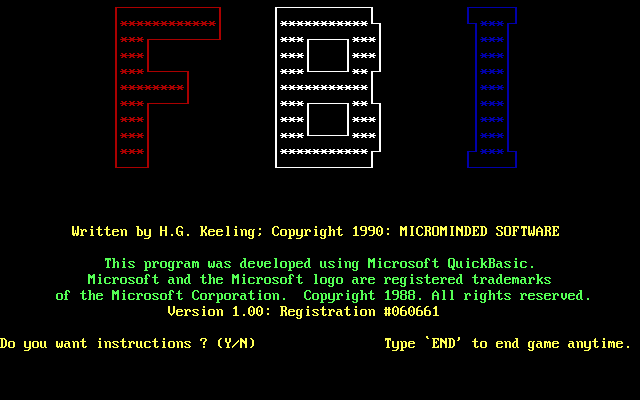 FBI
Written by H.G. Keeling; Copyright 1990: MICROMINDED SOFTWARE
This program was developed using Microsoft QuickBasic.
Microsoft and the Microsoft logo are registered trademarks
of the Microsoft Corporation.  Copyright 1988. All rights reserved.
Version 1.00: Registration #060661
Do you want instructions ? (Y/N)
Type `END' to end game anytime.